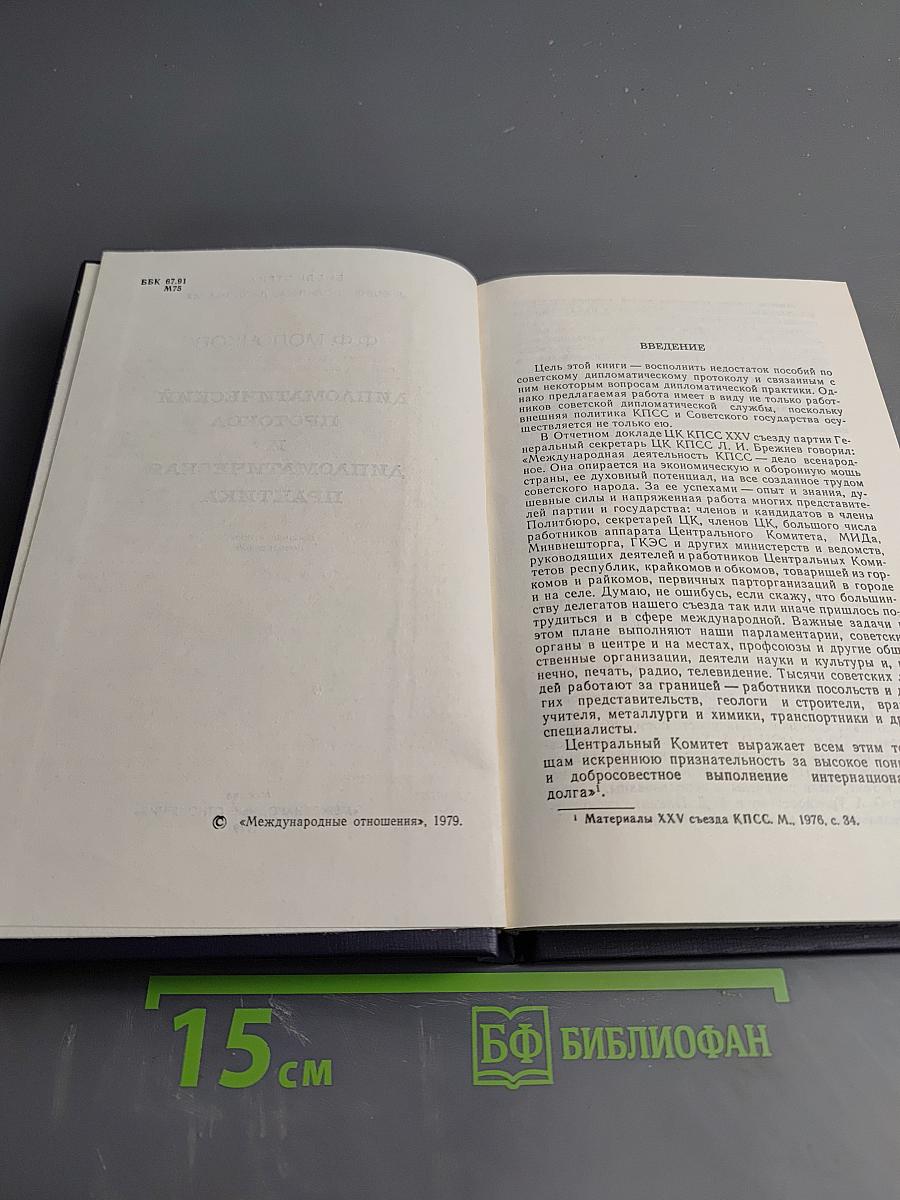 ББК 67.91
М75
© «Международные отношения», 1979.
ВВЕДЕНИЕ
Цель этой книги — восполнить недостаток пособий по
советскому дипломатическому протоколу и связанным с
ним некоторым вопросам дипломатической практики. Од-
нако предлагаемая работа имеет в виду не только работ-
ников советской дипломатической службы, поскольку
внешняя политика КПСС и Советского государства осу-
ществляется не только ею.
В Отчетном докладе ЦК КПСС XXV съезду партии Ге-
неральный секретарь ЦК КПСС Л. И. Брежнев говорил:
«Международная деятельность КПСС — дело всенарод-
ное. Она опирается на экономическую и оборонную мощь
страны, ее духовный потенциал, на все созданное трудом
советского народа. За ее успехами — опыт и знания, ду-
шевные силы и напряженная работа многих представите-
лей партии и государства: членов и кандидатов в члены
Политбюро, секретарей ЦК, членов ЦК, большого числа
работников аппарата Центрального Комитета, МИДа,
Минвнешторга, ГКЭС и других министерств и ведомств,
руководящих деятелей и работников Центральных Коми-
тетов республик, крайкомов и обкомов, товарищей из гор-
комов и райкомов, первичных парторганизаций в городе
и на селе. Думаю, не ошибусь, если скажу, что большин-
ству делегатов нашего съезда так или иначе пришлось по-
трудиться и в сфере международной. Важные задачи
этом плане выполняют наши парламентарии, советски
органы в центре и на местах, профсоюзы и другие общ
ственные организации, деятели науки и культуры и,
нечно, печать, радио, телевидение. Тысячи советских
дей работают за границей — работники посольств и
гих представительств, геологи и строители, вра
учителя, металлурги и химики, транспортники и др
специалисты.
Центральный Комитет выражает всем этим то
щам искреннюю признательность за высокое пони
и добросовестное выполнение интернациона
долга»¹.
¹ Материалы XXV съезда КПСС. М., 1976, с. 34.
15 см
БФ БИБЛИОФАН